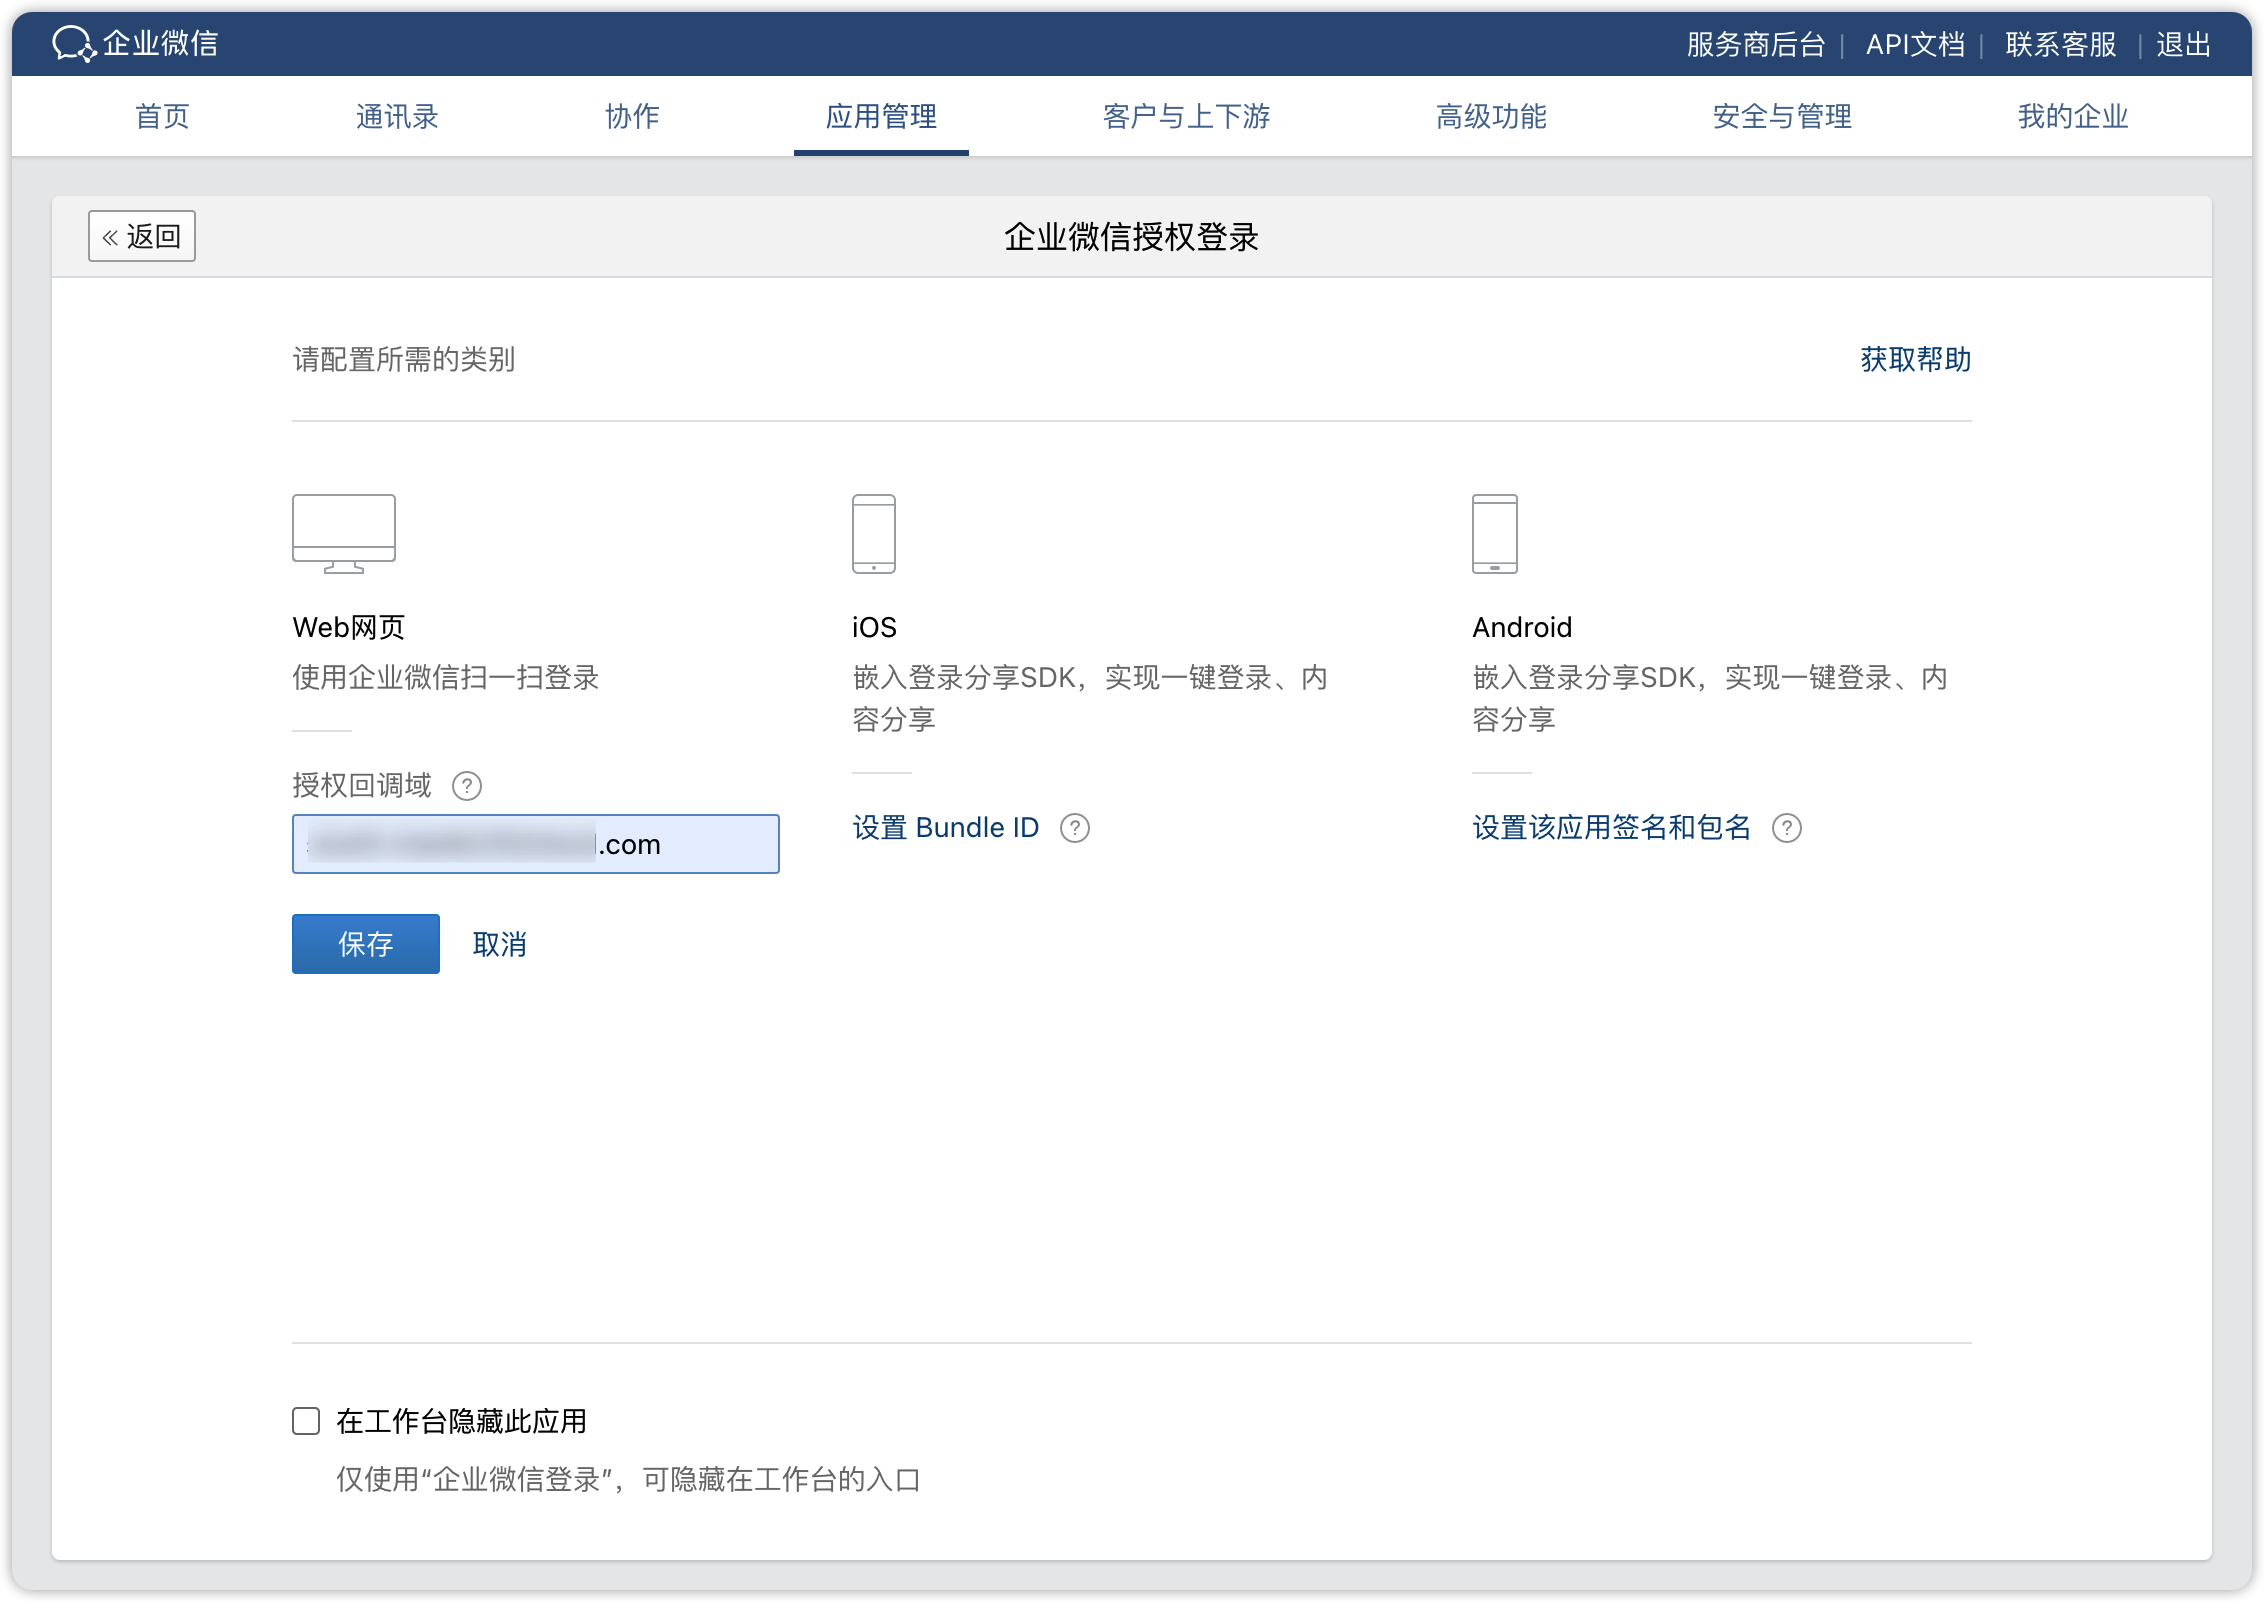 企业微信
服务商后台 | API文档 | 联系客服 | 退出
首页 通讯录 协作 应用管理 客户与上下游 高级功能 安全与管理 我的企业
« 返回
企业微信授权登录
请配置所需的类别
获取帮助
Web网页
使用企业微信扫一扫登录
授权回调域 ?
.com
保存 取消
iOS
嵌入登录分享SDK，实现一键登录、内
容分享
设置 Bundle ID ?
Android
嵌入登录分享SDK，实现一键登录、内
容分享
设置该应用签名和包名 ?
在工作台隐藏此应用
仅使用“企业微信登录”，可隐藏在工作台的入口